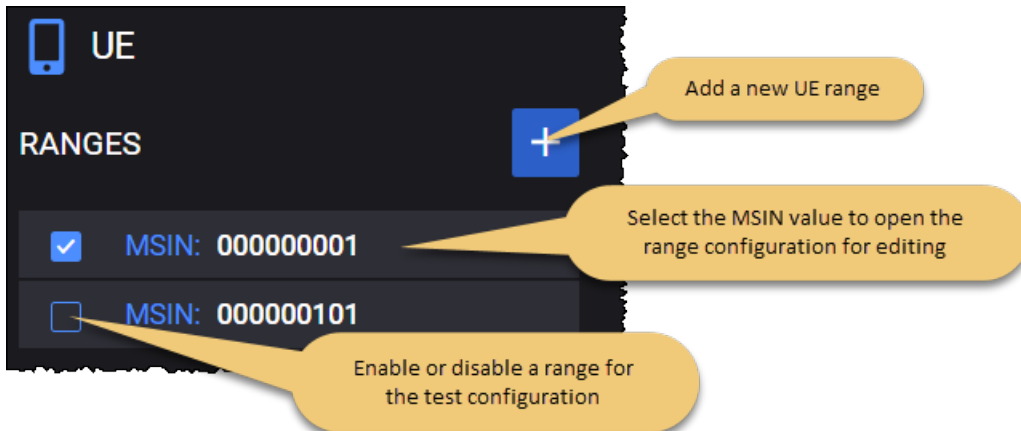 UE
Add a new UE range
RANGES
Select the MSIN value to open the
range configuration for editing
MSIN: 000000001
MSIN: 000000101
Enable or disable a range for
the test configuration